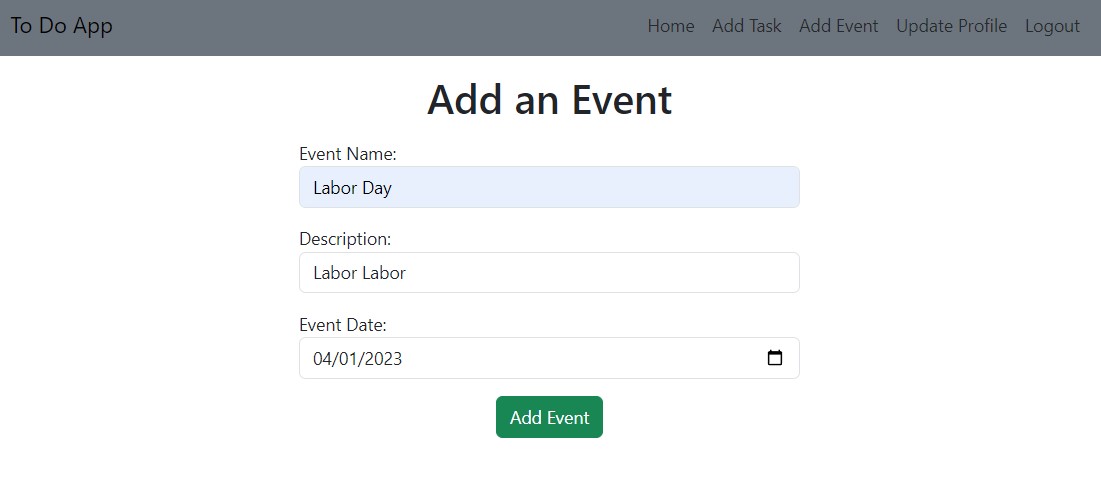 To Do App Home Add Task Add Event Update Profile Logout
Add an Event
Event Name:
Labor Day
Description:
Labor Labor
Event Date:
04/01/2023
Add Event